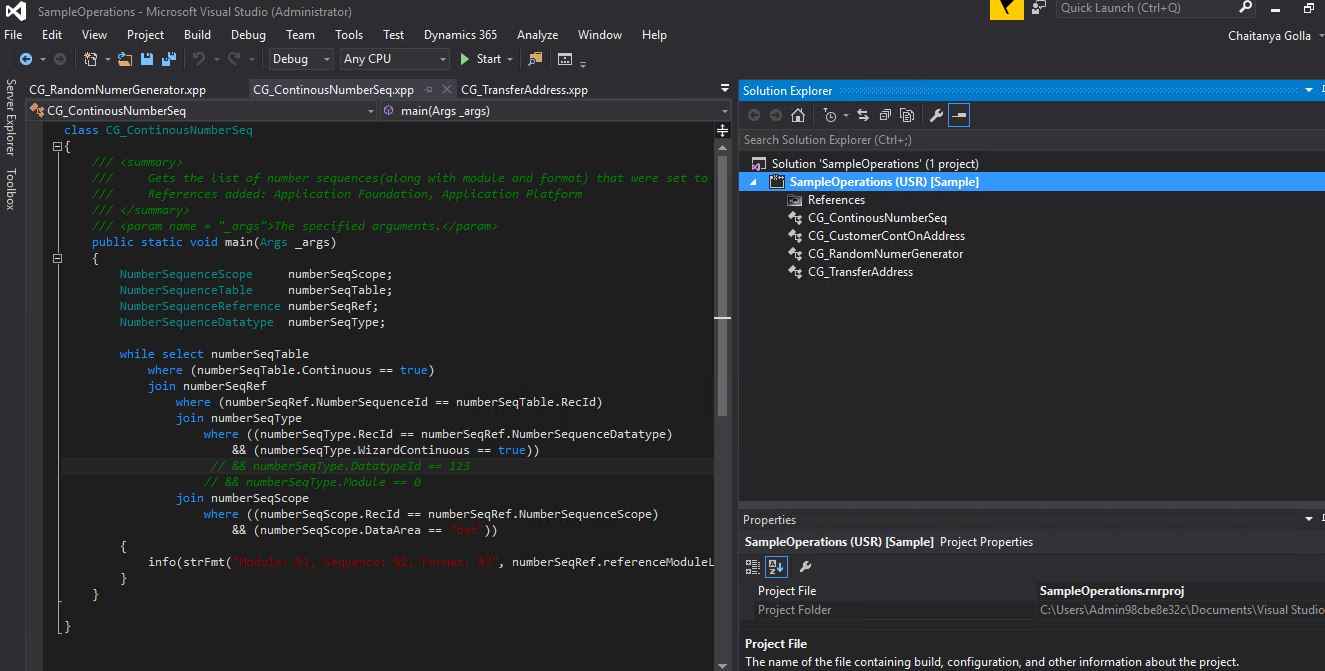 SampleOperations - Microsoft Visual Studio (Administrator)
Quick Launch (Ctrl+Q)
File Edit View Project Build Debug Team Tools Test Dynamics 365 Analyze Window Help
Chaitanya Golla
Debug Any CPU Start
Server Explorer
Toolbox
CG_RandomNumerGenerator.xpp CG_ContinousNumberSeq.xpp CG_TransferAddress.xpp
CG_ContinousNumberSeq main(Args _args)
class CG_ContinousNumberSeq
{
/// <summary>
/// Gets the list of number sequences(along with module and format) that were set to
/// References added: Application Foundation, Application Platform
/// </summary>
/// <param name = "_args">The specified arguments.</param>
public static void main(Args _args)
{
NumberSequenceScope numberSeqScope;
NumberSequenceTable numberSeqTable;
NumberSequenceReference numberSeqRef;
NumberSequenceDatatype numberSeqType;
while select numberSeqTable
where (numberSeqTable.Continuous == true)
join numberSeqRef
where (numberSeqRef.NumberSequenceId == numberSeqTable.RecId)
join numberSeqType
where ((numberSeqType.RecId == numberSeqRef.NumberSequenceDatatype)
&& (numberSeqType.WizardContinuous == true))
// && numberSeqType.DatatypeId == 123
// && numberSeqType.Module == 0
join numberSeqScope
where ((numberSeqScope.RecId == numberSeqRef.NumberSequenceScope)
&& (numberSeqScope.DataArea == "dat"))
{
info(strFmt("Module: %1, Sequence: %2, Format: %3", numberSeqRef.referenceModuleL
}
}
}
Solution Explorer
Search Solution Explorer (Ctrl+;)
Solution 'SampleOperations' (1 project)
SampleOperations (USR) [Sample]
References
CG_ContinousNumberSeq
CG_CustomerContOnAddress
CG_RandomNumerGenerator
CG_TransferAddress
Properties
SampleOperations (USR) [Sample] Project Properties
Project File SampleOperations.rnrproj
Project Folder C:\Users\Admin98cbe8e32c\Documents\Visual Studio
Project File
The name of the file containing build, configuration, and other information about the project.